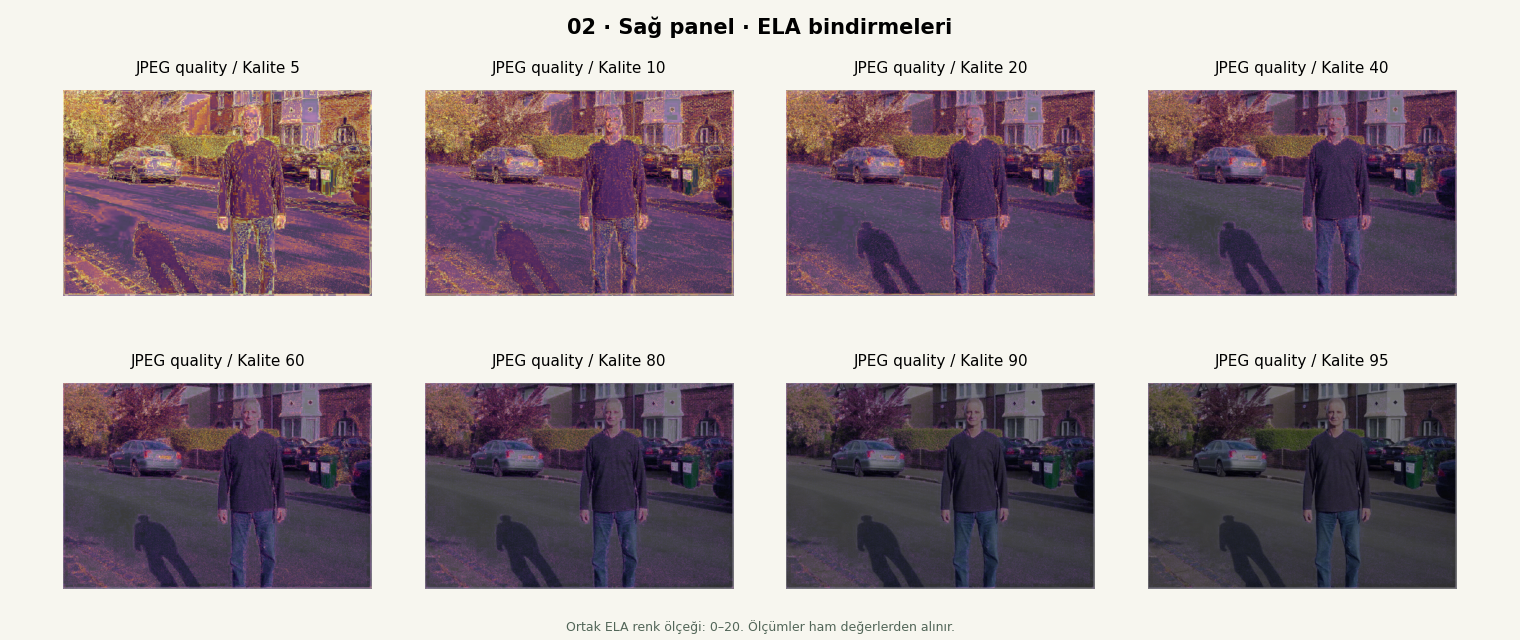 02 · Sağ panel · ELA bindirmeleri
JPEG quality / Kalite 5
JPEG quality / Kalite 10
JPEG quality / Kalite 20
JPEG quality / Kalite 40
JPEG quality / Kalite 60
JPEG quality / Kalite 80
JPEG quality / Kalite 90
JPEG quality / Kalite 95
Ortak ELA renk ölçeği: 0–20. Ölçümler ham değerlerden alınır.